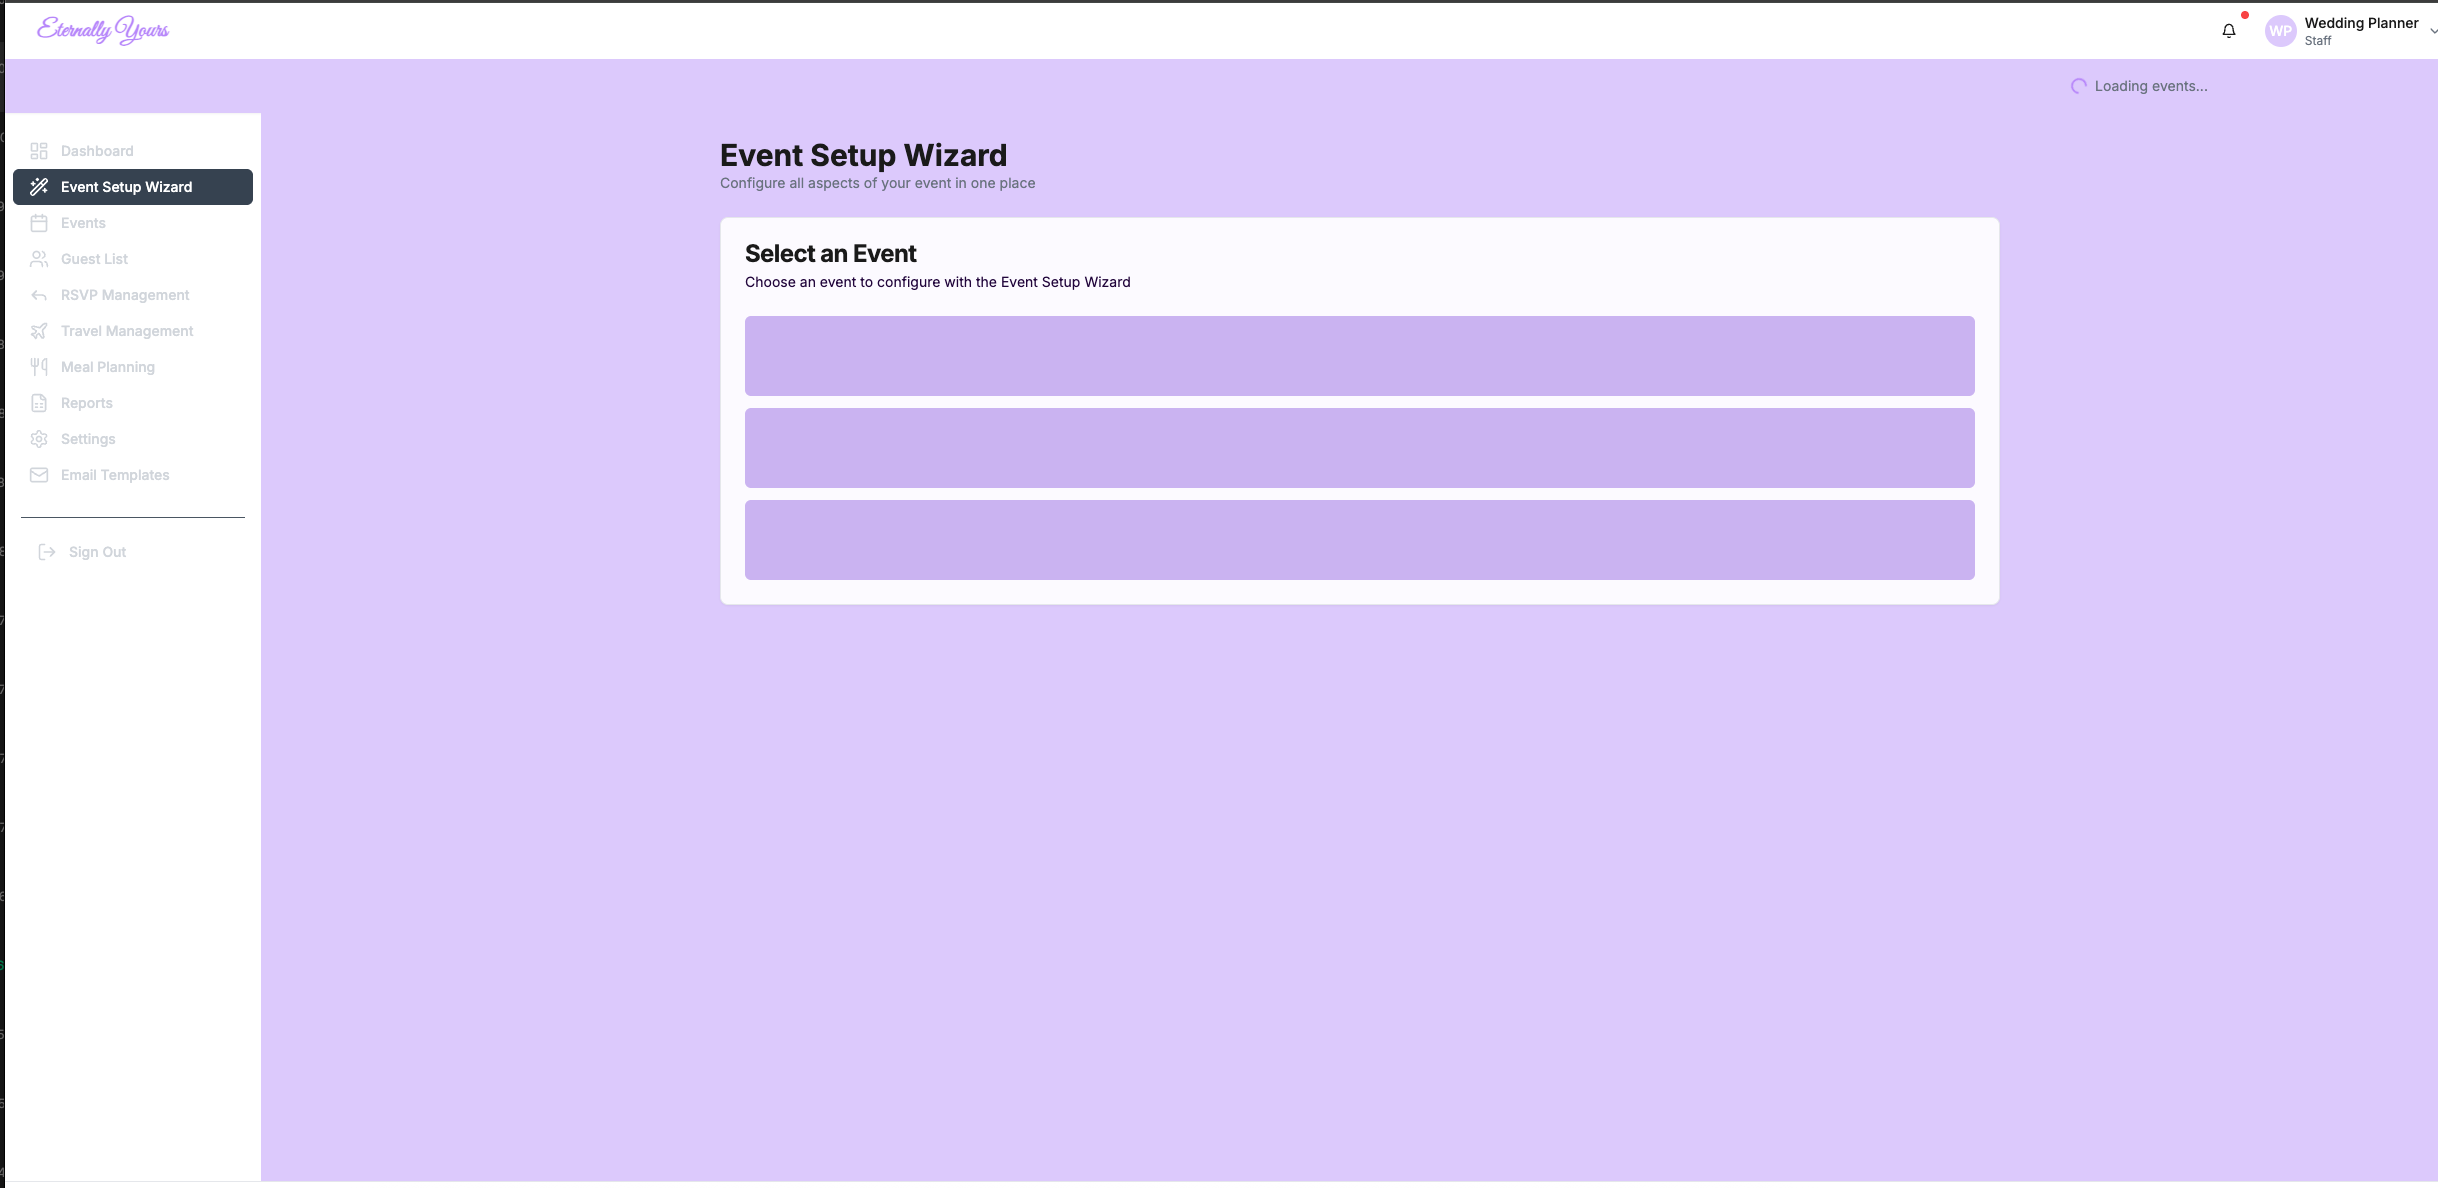 Eternally Yours
WP
Wedding Planner
Staff
Loading events...
Dashboard
Event Setup Wizard
Events
Guest List
RSVP Management
Travel Management
Meal Planning
Reports
Settings
Email Templates
Sign Out
Event Setup Wizard
Configure all aspects of your event in one place
Select an Event
Choose an event to configure with the Event Setup Wizard